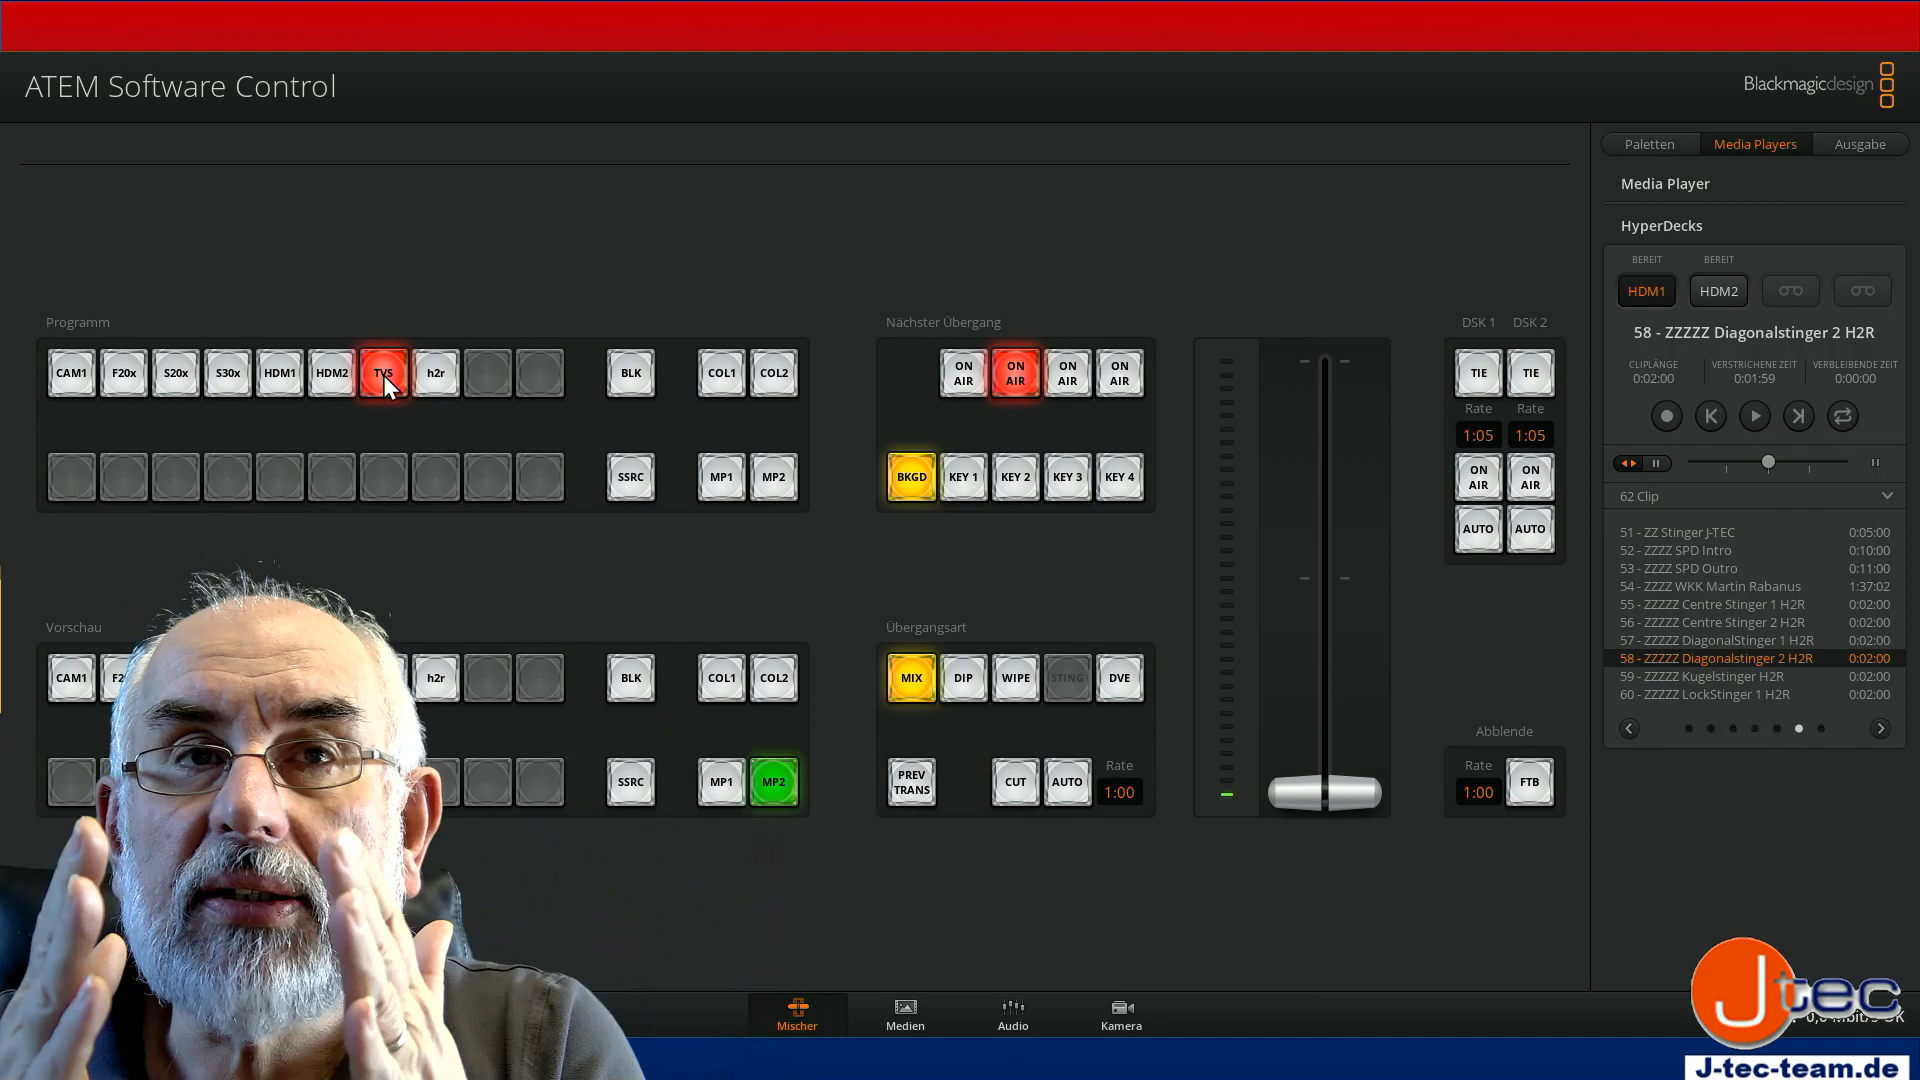 ATEM Software Control
Blackmagicdesign
Paletten
Media Players
Ausgabe
Media Player
HyperDecks
BEREIT
BEREIT
HDM1
HDM2
58 - ZZZZZ Diagonalstinger 2 H2R
CLIPLÄNGE
VERSTRICHENE ZEIT
VERBLEIBENDE ZEIT
0:02:00
0:01:59
0:00:00
62 Clip
51 - ZZ Stinger J-TEC 0:05:00
52 - ZZZZ SPD Intro 0:10:00
53 - ZZZZ SPD Outro 0:11:00
54 - ZZZZ WKK Martin Rabanus 1:37:02
55 - ZZZZZ Centre Stinger 1 H2R 0:02:00
56 - ZZZZZ Centre Stinger 2 H2R 0:02:00
57 - ZZZZZ DiagonalStinger 1 H2R 0:02:00
58 - ZZZZZ Diagonalstinger 2 H2R 0:02:00
59 - ZZZZZ Kugelstinger H2R 0:02:00
60 - ZZZZZ LockStinger 1 H2R 0:02:00
Programm
CAM1 F20x S20x S30x HDM1 HDM2 TVS h2r BLK COL1 COL2
SSRC MP1 MP2
Nächster Übergang
ON AIR
ON AIR
ON AIR
ON AIR
BKGD KEY 1 KEY 2 KEY 3 KEY 4
DSK 1 DSK 2
TIE TIE
Rate Rate
1:05 1:05
ON AIR
ON AIR
AUTO AUTO
Vorschau
CAM1 h2r BLK COL1 COL2
SSRC MP1 MP2
Übergangsart
MIX DIP WIPE STING DVE
PREV TRANS
CUT AUTO
Rate
1:00
Abblende
Rate
1:00
FTB
Mischer
Medien
Audio
Kamera
Jtec
J-tec-team.de